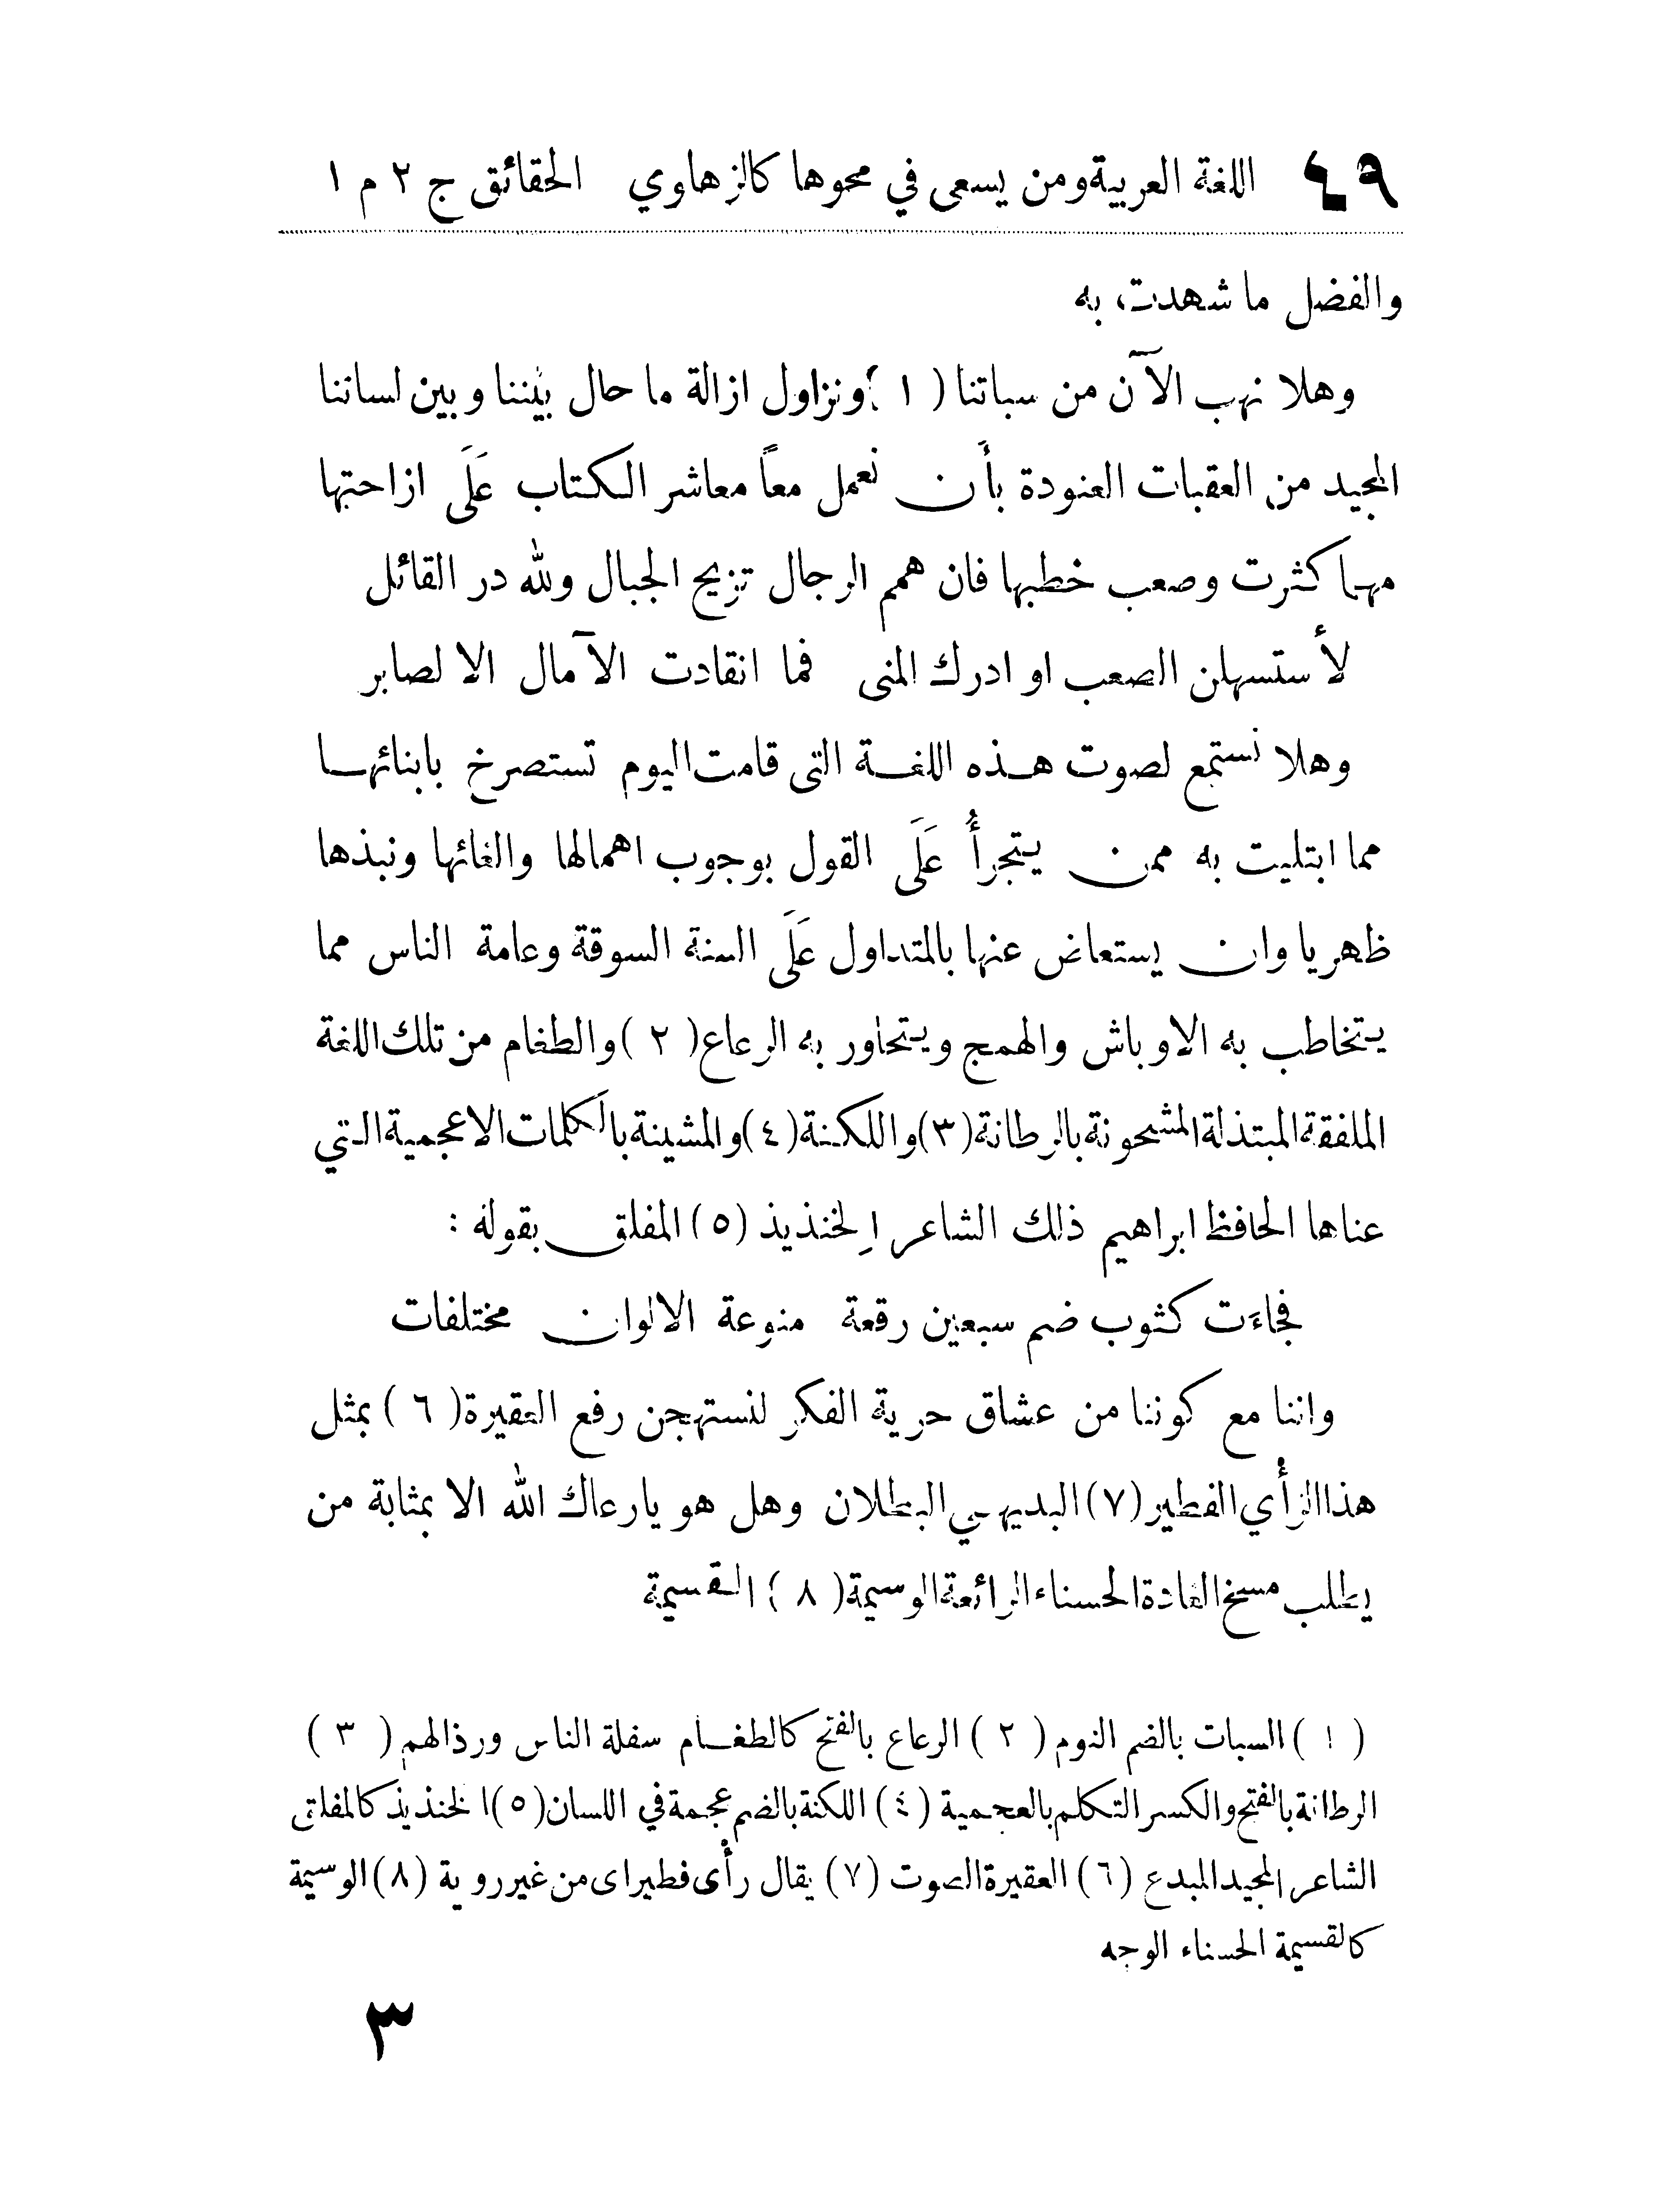 ٤٩ اللغة العربية ومن يسعى في محوها كالزهاوي الحقائق ج ٢ م ١
والفضل ما شهدت به
وهلا نهب الآن من سباتنا (١) ونزاول ازالة ما حال بيننا وبين لساننا
المجيد من العقبات العنودة بأن نعمل معاً معاشر الكتاب عَلَى ازاحتها
مهما كثرت وصعب خطبها فان همم الرجال تزيح الجبال ولله در القائل
لأستسهلن الصعب او ادرك المنى فما انقادت الآمال الا لصابر
وهلا نستمع لصوت هذه اللغة التى قامت اليوم تستصرخ بابنائها
مما ابتليت به ممن يتجرأُ عَلَى القول بوجوب اهمالها والغائها ونبذها
ظهريا وان يستعاض عنها بالمتداول عَلَى السنة السوقة وعامة الناس مما
يتخاطب به الاوباش والهمج ويتحاور به الرعاع (٢) والطغام من تلك اللغة
الملفقة المبتذلة المشحونة بالرطانة (٣) واللكنة (٤) والمشينة بالكلمات الاعجمية التي
عناها الحافظ ابراهيم ذلك الشاعر الِخنذيذ (٥) المفلق بقوله :
فجاءَت كثوب ضم سبعين رقعة منوعة الالوان مختلفات
واننا مع كوننا من عشاق حرية الفكر لنستهجن رفع العقيرة (٦) بمثل
هذا الرأُي الفطير (٧) البديهي البطلان وهل هو يارعاك الله الا بمثابة من
يطلب مسخ الغادة الحسناء الرائعة الوسيمة (٨) القسيمة
(١) السبات بالضم النوم (٢) الرعاع بالفتح كالطغام سفلة الناس ورذالهم (٣)
الرطانة بالفتح والكسر التكلم بالعجمية (٤) اللكنة بالضم عجمة في اللسان (٥) الخنذيذ كالمفلق
الشاعر المجيد المبدع (٦) العقيرة الصوت (٧) يقال رأُى فطير اى من غير روية (٨) الوسيمة
كالقسيمة الحسناء الوجه
٣